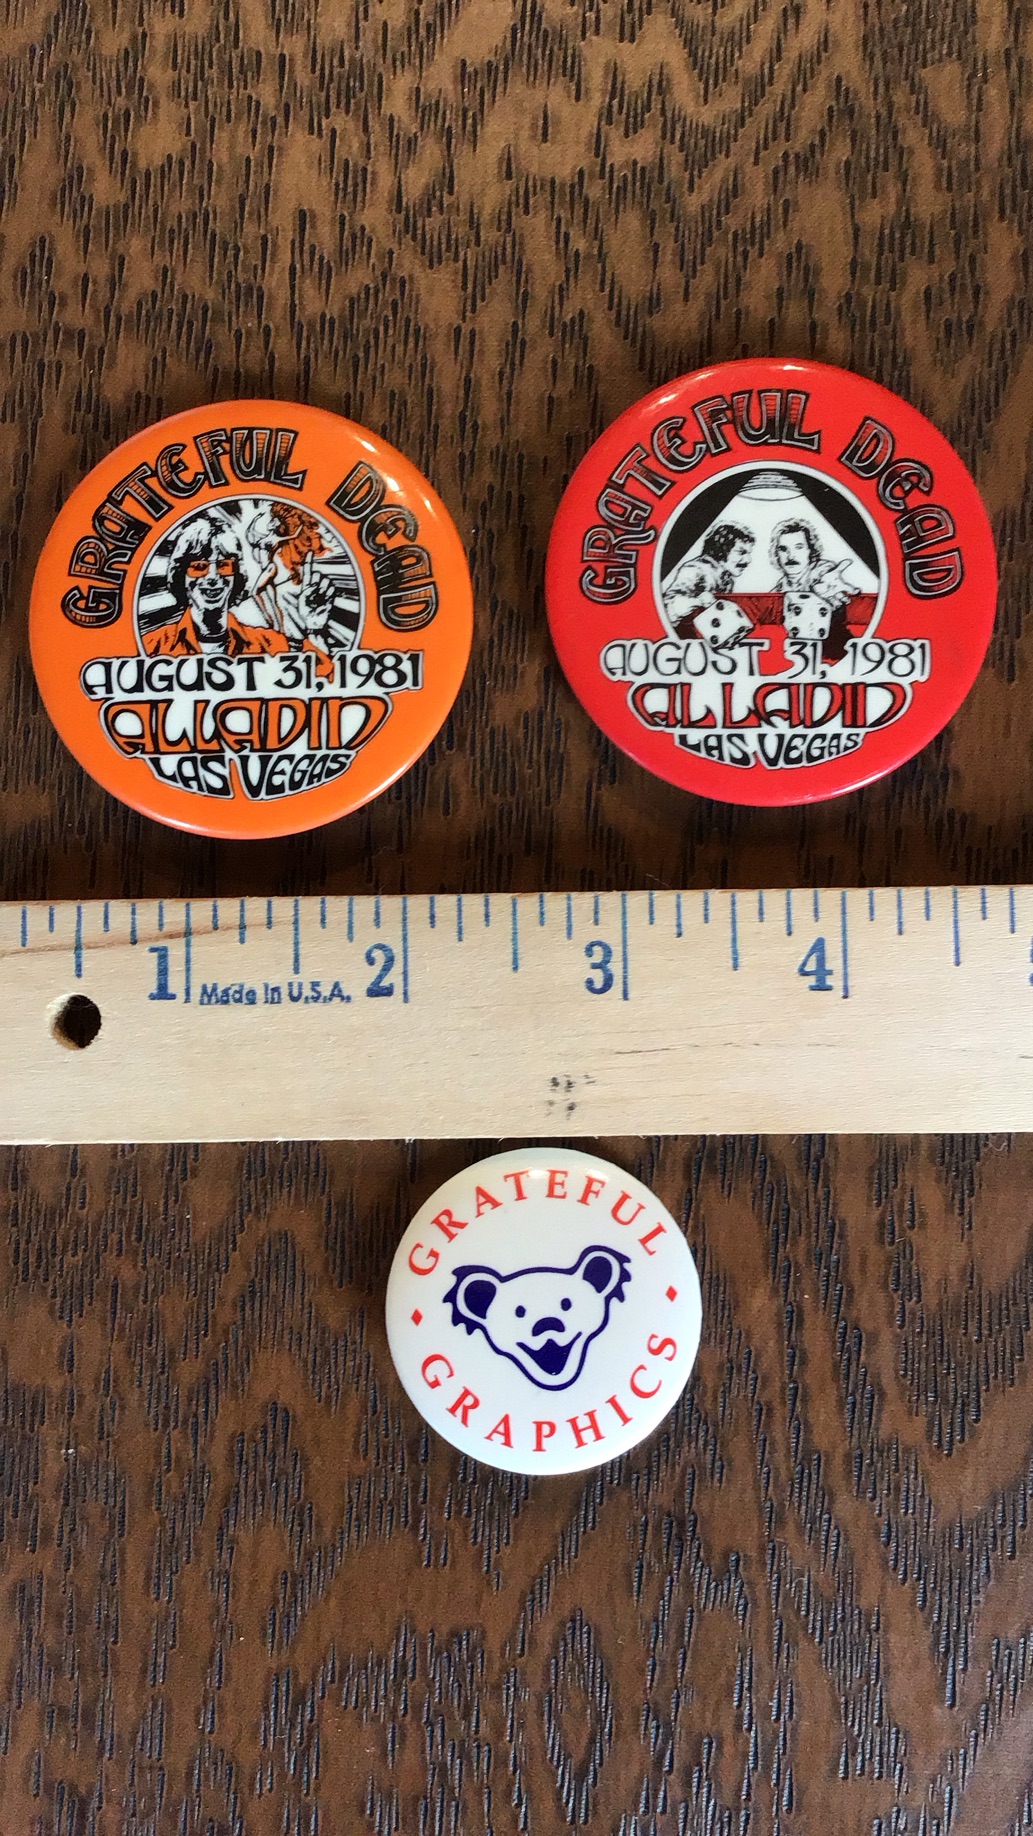 GRATEFUL DEAD
AUGUST 31, 1981
ALLADIN
LAS VEGAS
GRATEFUL DEAD
AUGUST 31, 1981
ALLADIN
LAS VEGAS
1 2 3 4
Made in U.S.A.
GRATEFUL
GRAPHICS